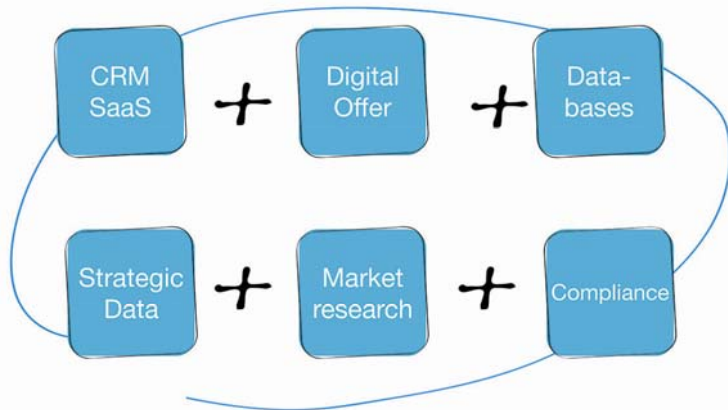 CRM
SaaS
+
Digital
Offer
+
Data-
bases
Strategic
Data
+
Market
research
+
Compliance